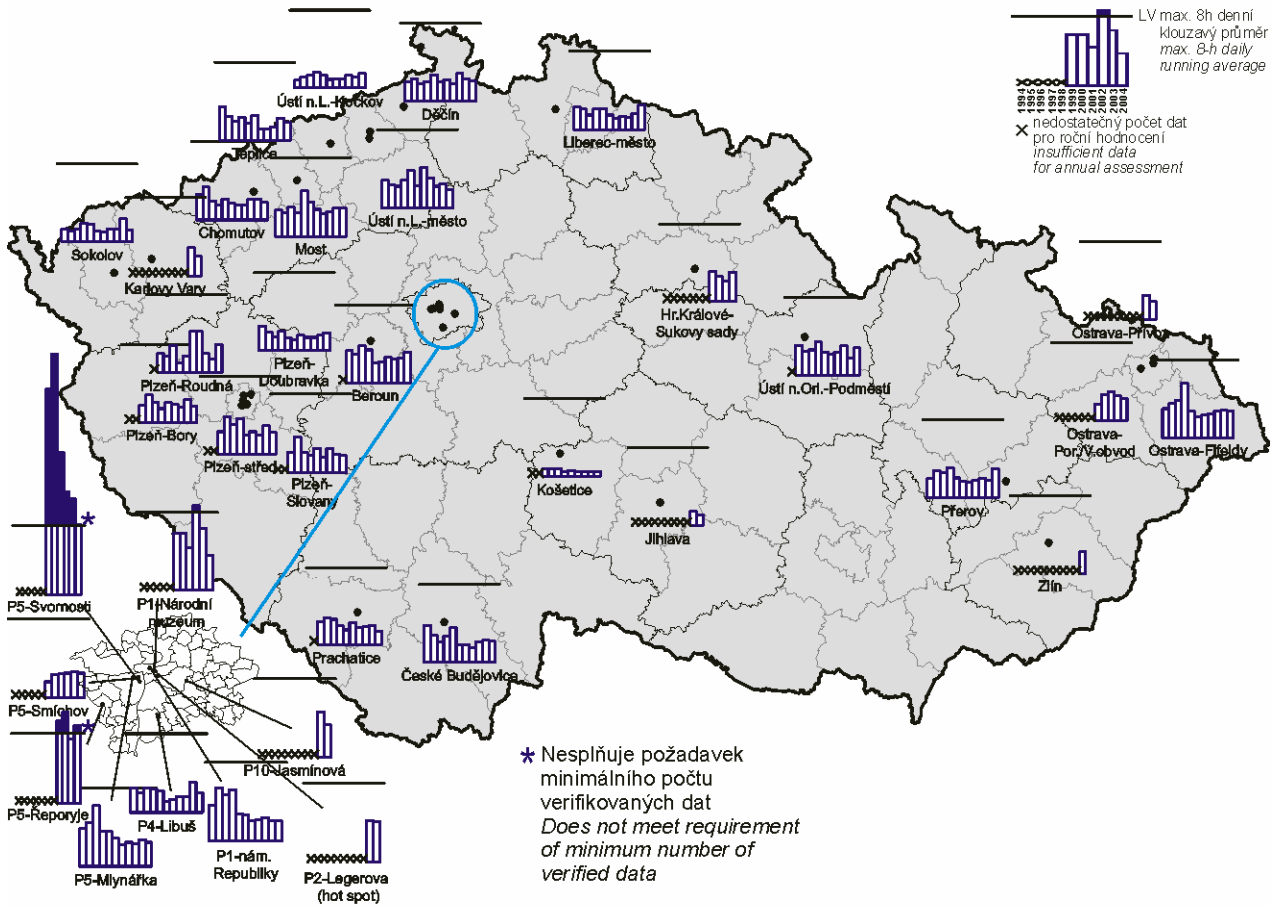 LV max. 8h denní
klouzavý průměr
max. 8-h daily
running average
1994
1995
1996
1997
1998
1999
2000
2001
2002
2003
2004
× nedostatečný počet dat
pro roční hodnocení
insufficient data
for annual assessment
Ústí n.L.-Kočkov
Děčín
Teplice
Liberec-město
Chomutov
Most
Ústí n.L.-město
Sokolov
Karlovy Vary
Hr.Králové-
Sukovy sady
Ostrava-Přívoz
Plzeň-Roudná
Plzeň-
Doubravka
Beroun
Ústí n.Orl.-Podměstí
Plzeň-Bory
Plzeň-střed
Plzeň-
Slovany
Ostrava-
Por./V.obvod
Ostrava-Fifejdy
Košetice
Jihlava
Přerov
Zlín
P5-Svornosti
P1-Národní
muzeum
Prachatice
České Budějovice
P5-Smíchov
P10-Jasmínová
P5-Řeporyje
P4-Libuš
P1-nám.
Republiky
P5-Mlynářka
P2-Legerova
(hot spot)
* Nesplňuje požadavek
minimálního počtu
verifikovaných dat
Does not meet requirement
of minimum number of
verified data